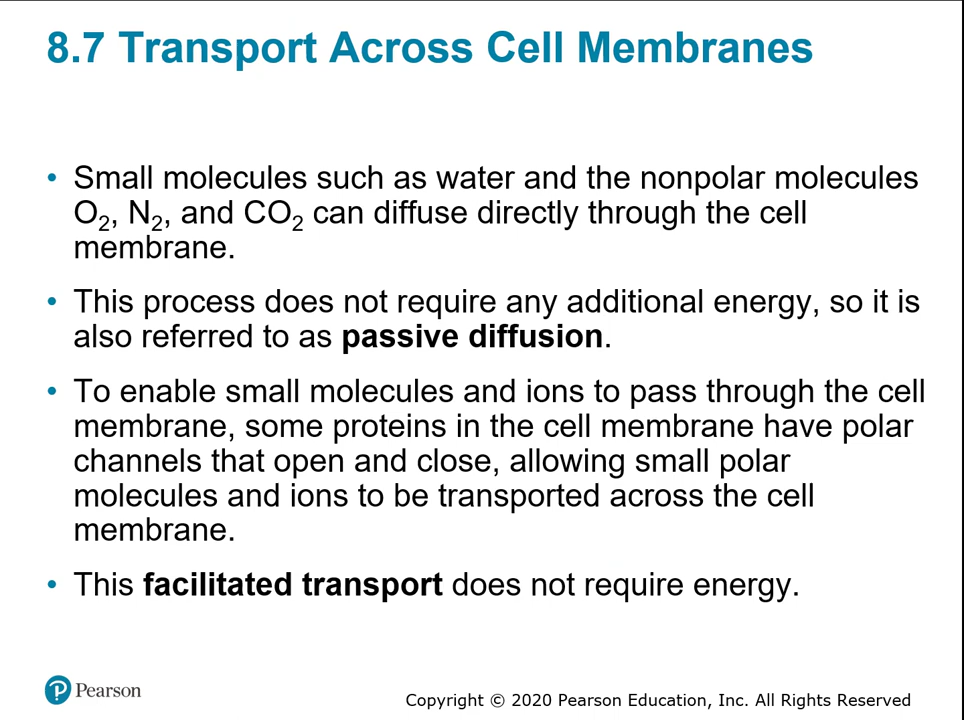 8.7 Transport Across Cell Membranes
• Small molecules such as water and the nonpolar molecules
O₂, N₂, and CO₂ can diffuse directly through the cell
membrane.
• This process does not require any additional energy, so it is
also referred to as passive diffusion.
• To enable small molecules and ions to pass through the cell
membrane, some proteins in the cell membrane have polar
channels that open and close, allowing small polar
molecules and ions to be transported across the cell
membrane.
• This facilitated transport does not require energy.
P Pearson
Copyright © 2020 Pearson Education, Inc. All Rights Reserved